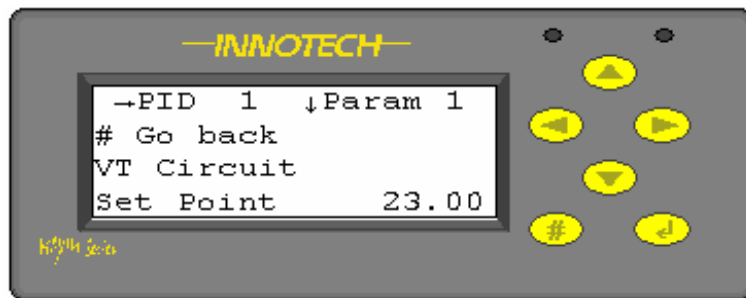 INNOTECH
→PID 1 ↓Param 1
# Go back
VT Circuit
Set Point 23.00
#